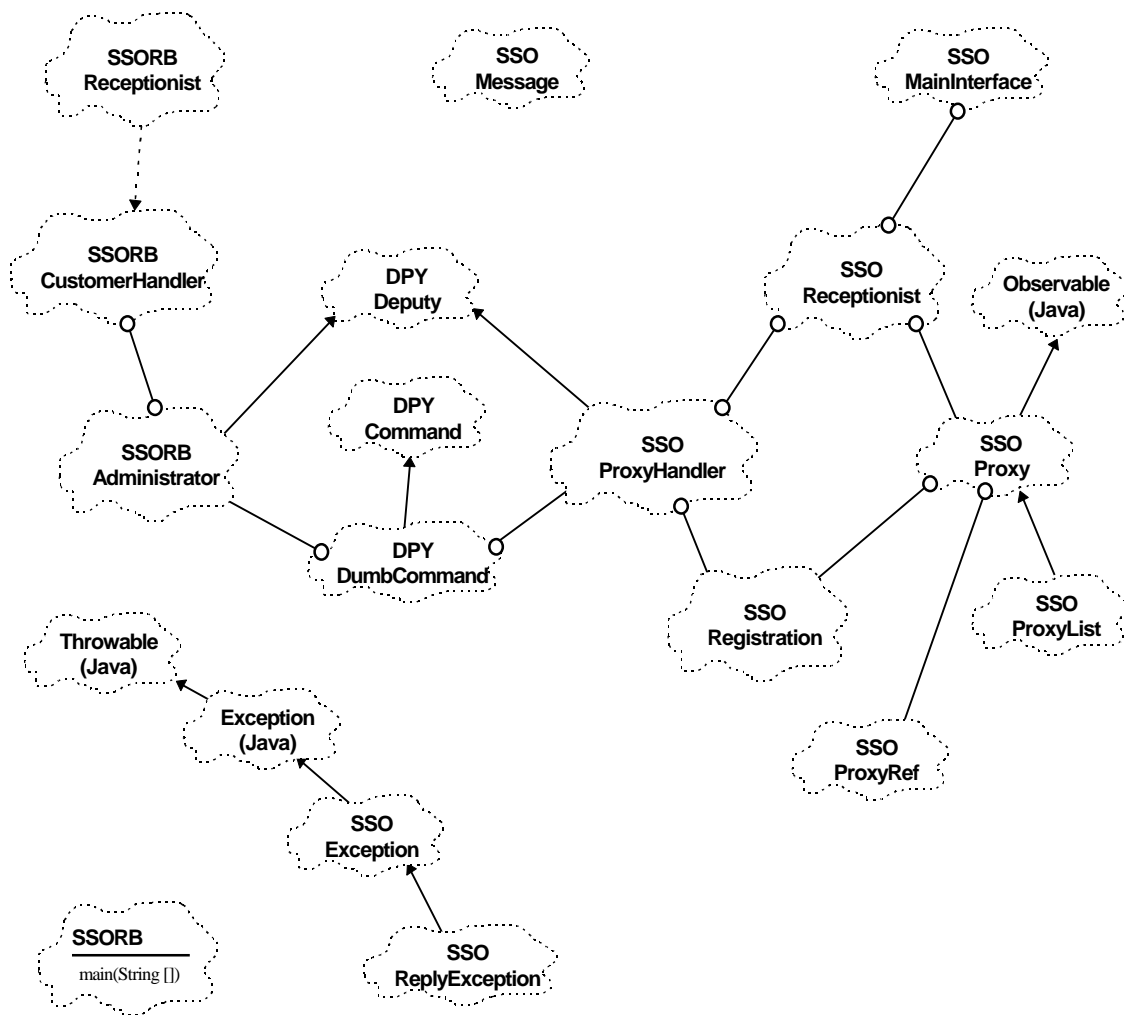 SSORB
Receptionist
SSO
Message
SSO
MainInterface
SSORB
CustomerHandler
DPY
Deputy
SSO
Receptionist
Observable
(Java)
DPY
Command
SSORB
Administrator
SSO
ProxyHandler
SSO
Proxy
DPY
DumbCommand
SSO
Registration
SSO
ProxyList
Throwable
(Java)
Exception
(Java)
SSO
ProxyRef
SSO
Exception
SSORB
main(String [])
SSO
ReplyException